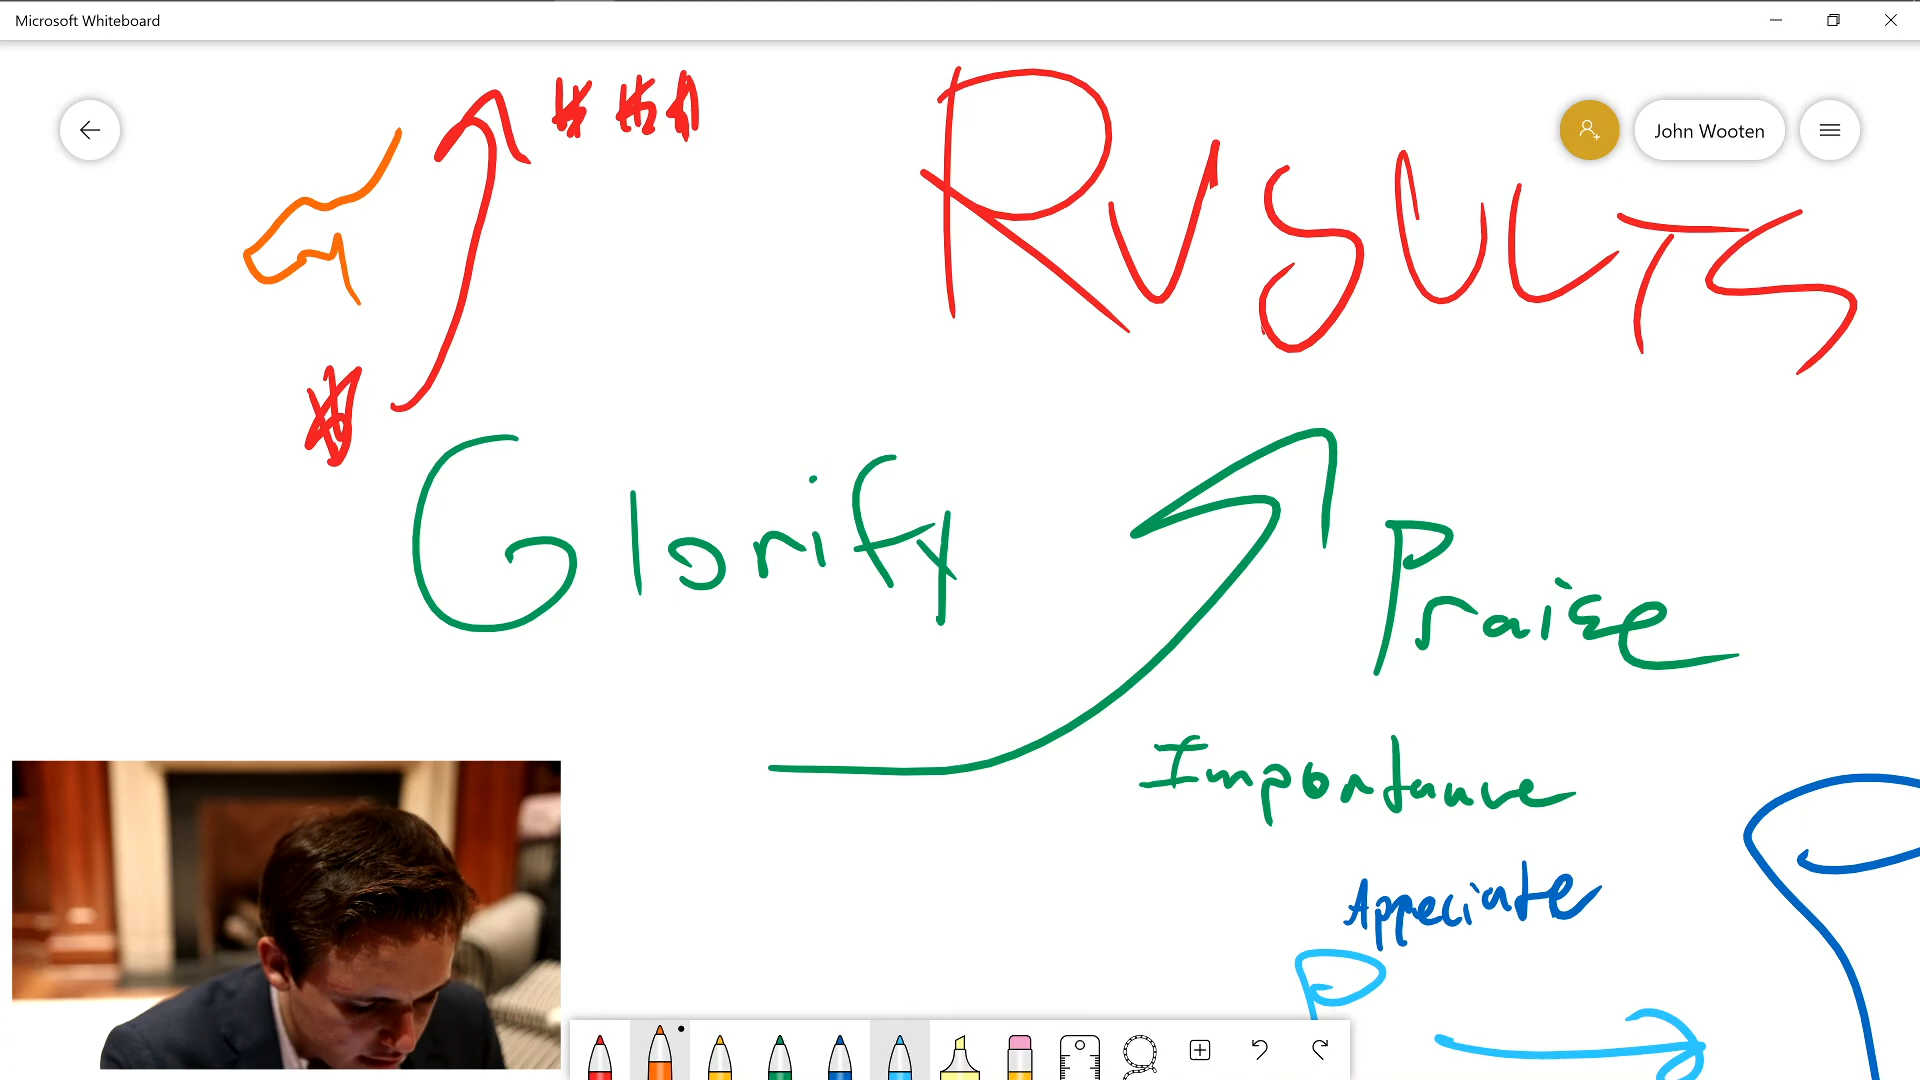 Microsoft Whiteboard
John Wooten
RUSULTS
Glorify
Praise
Importance
Appreciate
P